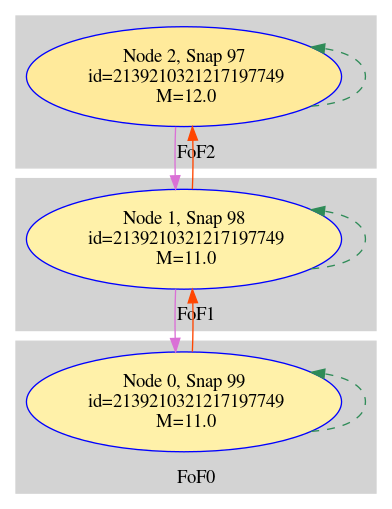 Node 2, Snap 97
id=2139210321217197749
M=12.0
FoF2
Node 1, Snap 98
id=2139210321217197749
M=11.0
FoF1
Node 0, Snap 99
id=2139210321217197749
M=11.0
FoF0